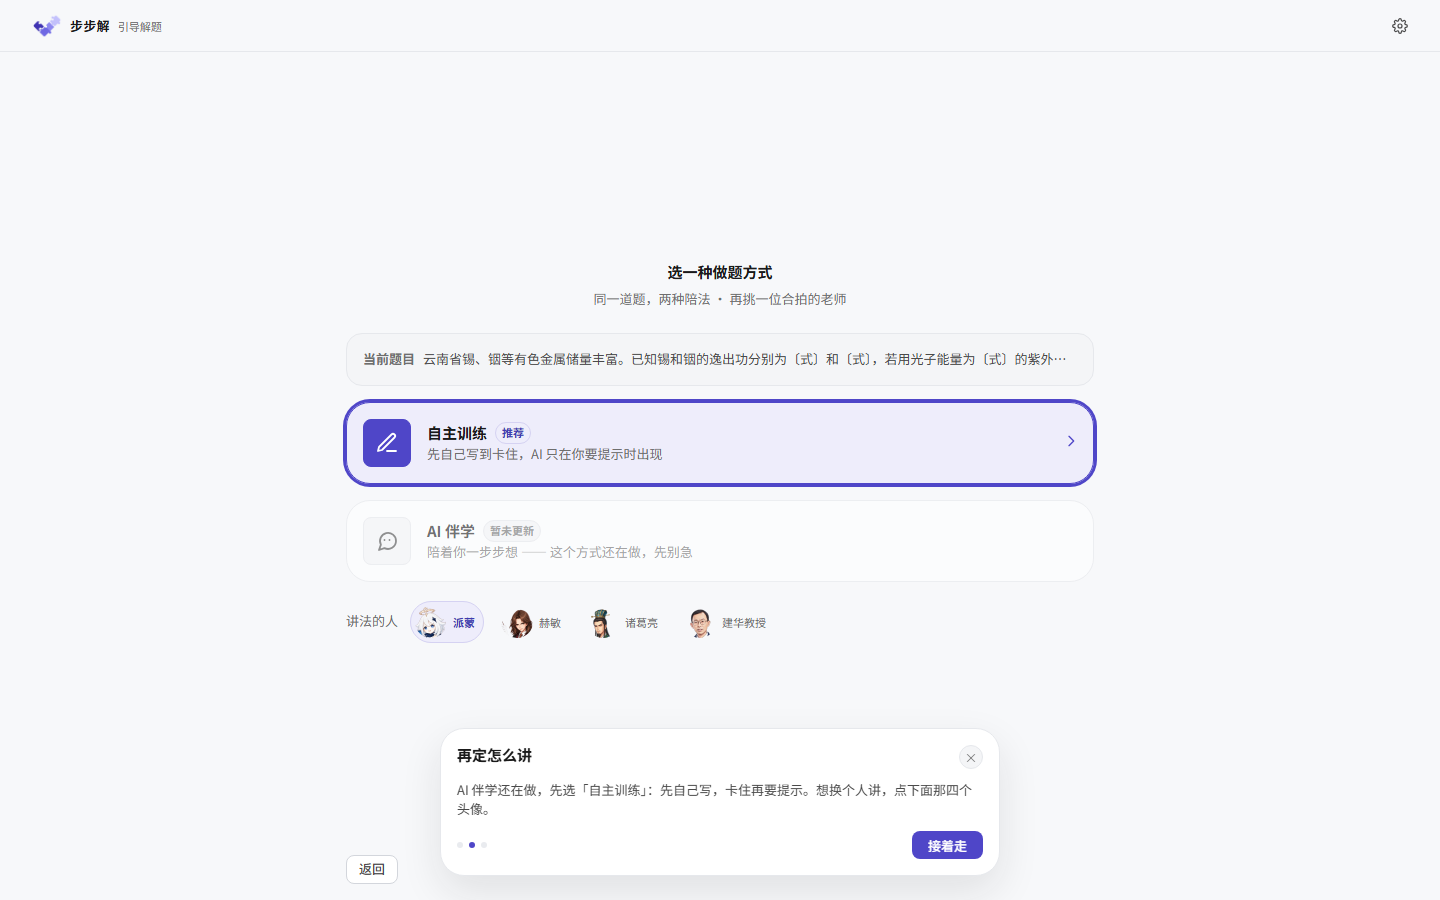 步步解 引导解题
选一种做题方式
同一道题，两种陪法 · 再挑一位合拍的老师
当前题目 云南省锡、铟等有色金属储量丰富。已知锡和铟的逸出功分别为〔式〕和〔式〕，若用光子能量为〔式〕的紫外…
自主训练 推荐
先自己写到卡住，AI 只在你要提示时出现
AI 伴学 暂未更新
陪着你一步步想 —— 这个方式还在做，先别急
讲法的人 派蒙 赫敏 诸葛亮 建华教授
再定怎么讲
AI 伴学还在做，先选「自主训练」：先自己写，卡住再要提示。想换个人讲，点下面那四个
头像。
接着走
返回